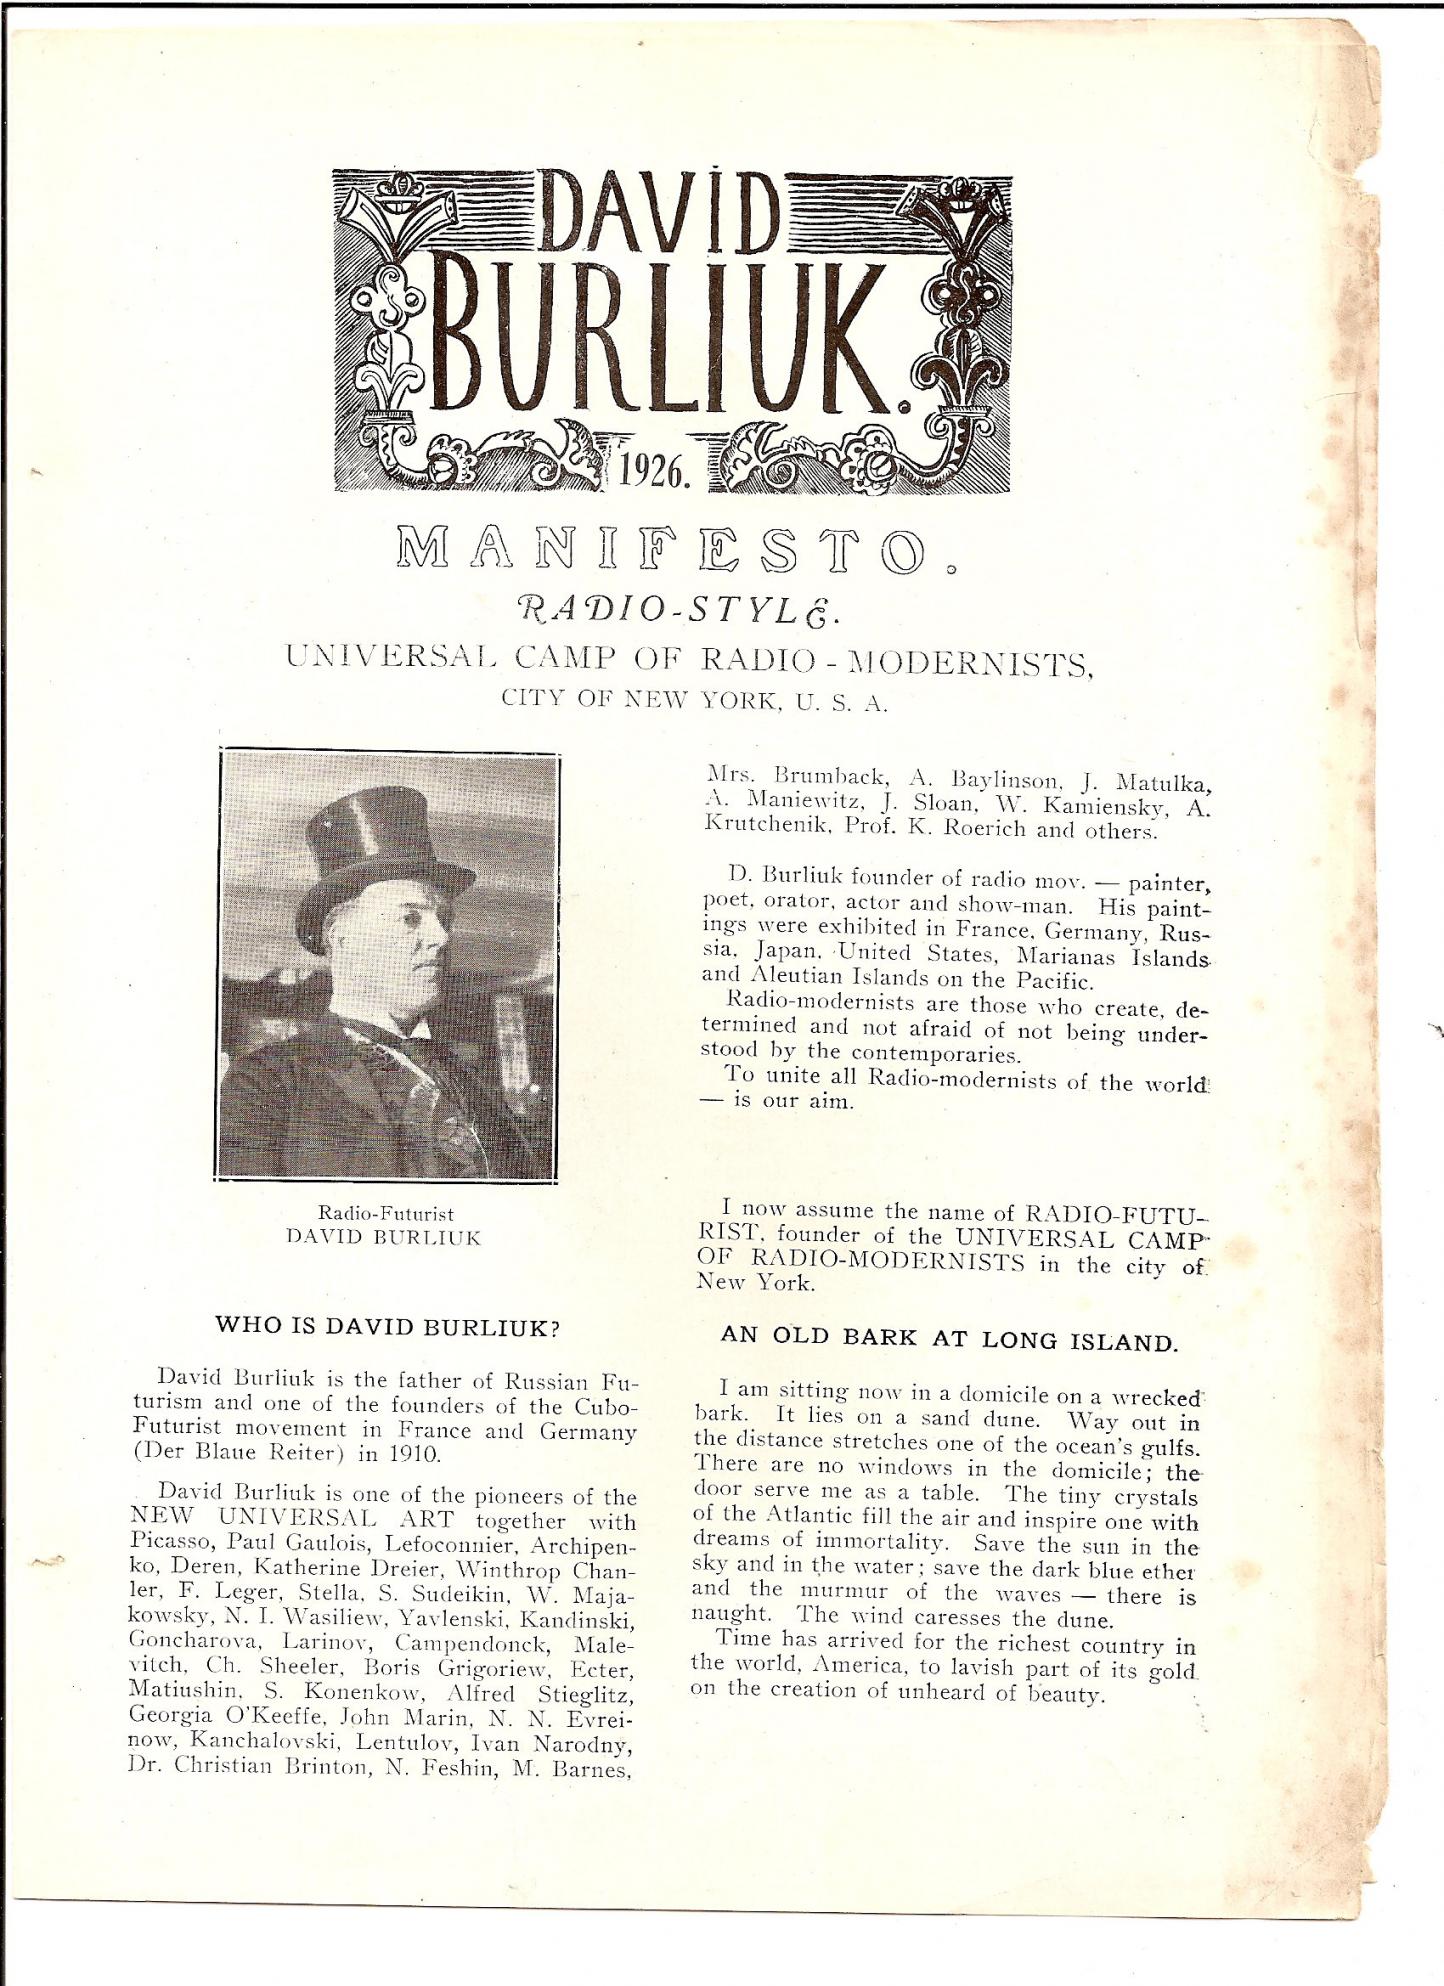 DAVID
BURLIUK.
1926.
MANIFESTO.
RADIO-STYLE.
UNIVERSAL CAMP OF RADIO - MODERNISTS,
CITY OF NEW YORK, U. S. A.
Radio-Futurist
DAVID BURLIUK
WHO IS DAVID BURLIUK?
David Burliuk is the father of Russian Fu-
turism and one of the founders of the Cubo-
Futurist movement in France and Germany
(Der Blaue Reiter) in 1910.
David Burliuk is one of the pioneers of the
NEW UNIVERSAL ART together with
Picasso, Paul Gaulois, Lefoconnier, Archipen-
ko, Deren, Katherine Dreier, Winthrop Chan-
ler, F. Leger, Stella, S. Sudeikin, W. Maja-
kowsky, N. I. Wasiliew, Yavlenski, Kandinski,
Goncharova, Larinov, Campendonck, Male-
vitch, Ch. Sheeler, Boris Grigoriew, Ecter,
Matiushin, S. Konenkow, Alfred Stieglitz,
Georgia O'Keeffe, John Marin, N. N. Evrei-
now, Kanchalovski, Lentulov, Ivan Narodny,
Dr. Christian Brinton, N. Feshin, M. Barnes,
Mrs. Brumback, A. Baylinson, J. Matulka,
A. Maniewitz, J. Sloan, W. Kamiensky, A.
Krutchenik, Prof. K. Roerich and others.
D. Burliuk founder of radio mov. — painter,
poet, orator, actor and show-man. His paint-
ings were exhibited in France, Germany, Rus-
sia, Japan, United States, Marianas Islands
and Aleutian Islands on the Pacific.
Radio-modernists are those who create, de-
termined and not afraid of not being under-
stood by the contemporaries.
To unite all Radio-modernists of the world
— is our aim.
I now assume the name of RADIO-FUTU-
RIST, founder of the UNIVERSAL CAMP
OF RADIO-MODERNISTS in the city of
New York.
AN OLD BARK AT LONG ISLAND.
I am sitting now in a domicile on a wrecked
bark. It lies on a sand dune. Way out in
the distance stretches one of the ocean's gulfs.
There are no windows in the domicile; the
door serve me as a table. The tiny crystals
of the Atlantic fill the air and inspire one with
dreams of immortality. Save the sun in the
sky and in the water; save the dark blue ether
and the murmur of the waves — there is
naught. The wind caresses the dune.
Time has arrived for the richest country in
the world, America, to lavish part of its gold
on the creation of unheard of beauty.